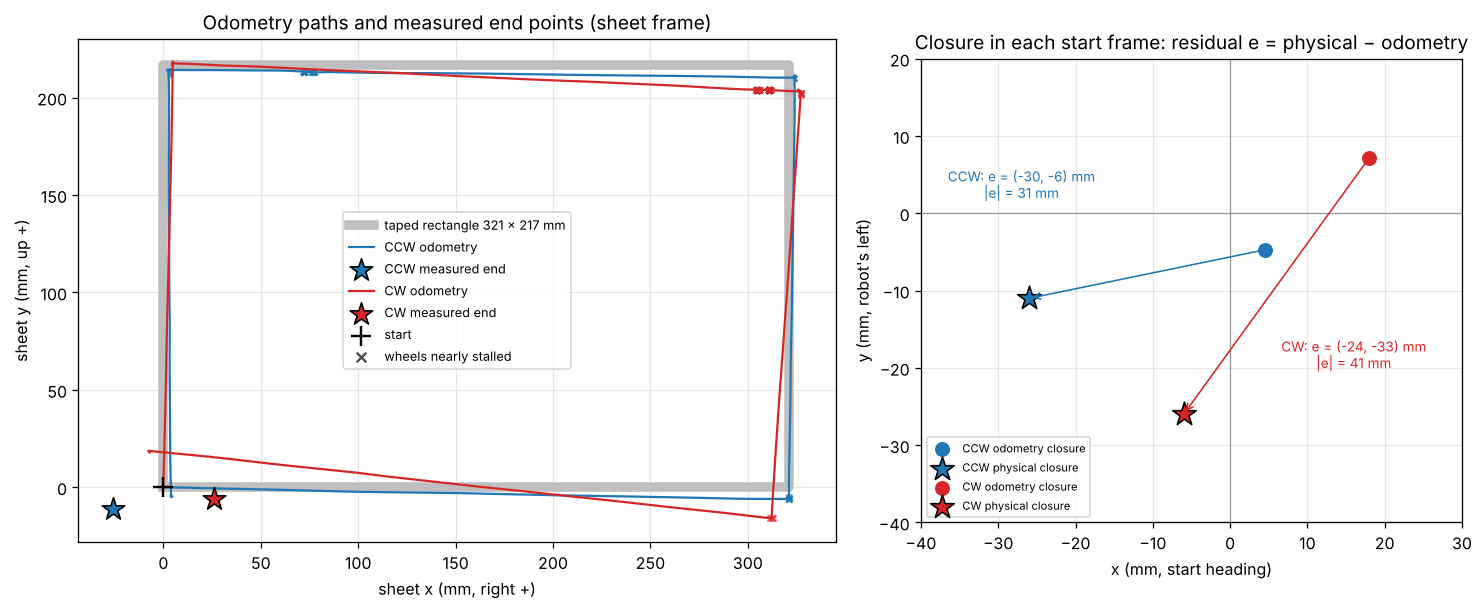 Odometry paths and measured end points (sheet frame)
sheet y (mm, up +)
200
150
100
50
0
taped rectangle 321 × 217 mm
CCW odometry
CCW measured end
CW odometry
CW measured end
start
wheels nearly stalled
0
50
100
150
200
250
300
sheet x (mm, right +)
Closure in each start frame: residual e = physical − odometry
y (mm, robot's left)
20
10
0
−10
−20
−30
−40
CCW: e = (-30, -6) mm
|e| = 31 mm
CW: e = (-24, -33) mm
|e| = 41 mm
CCW odometry closure
CCW physical closure
CW odometry closure
CW physical closure
−40
−30
−20
−10
0
10
20
30
x (mm, start heading)